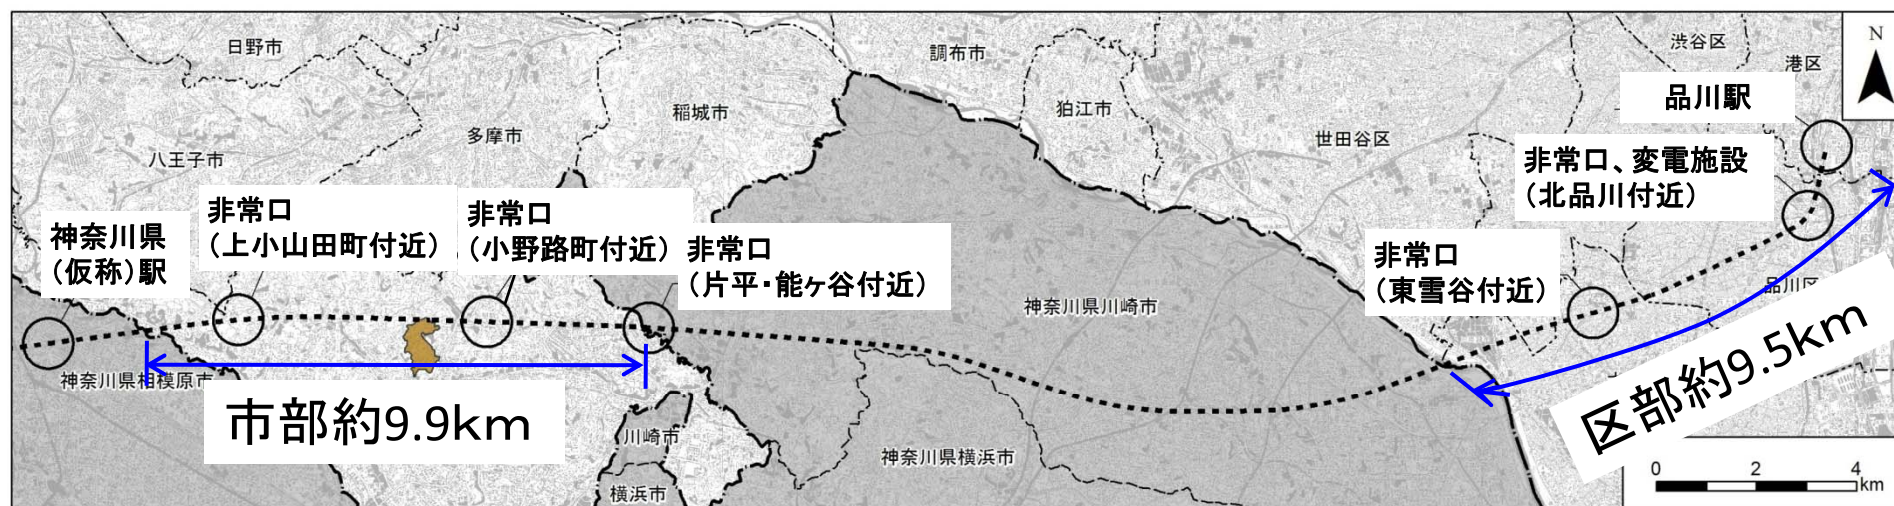 日野市
調布市
渋谷区
N
港区
品川駅
稲城市
狛江市
多摩市
世田谷区
八王子市
非常口、変電施設
（北品川付近）
非常口
（上小山田町付近）
非常口
（小野路町付近）
神奈川県
（仮称）駅
非常口
（片平・能ヶ谷付近）
非常口
（東雪谷付近）
神奈川県川崎市
品川区
神奈川県相模原市
市部約9.9km
区部約9.5km
川崎市
神奈川県横浜市
横浜市
0 2 4
km